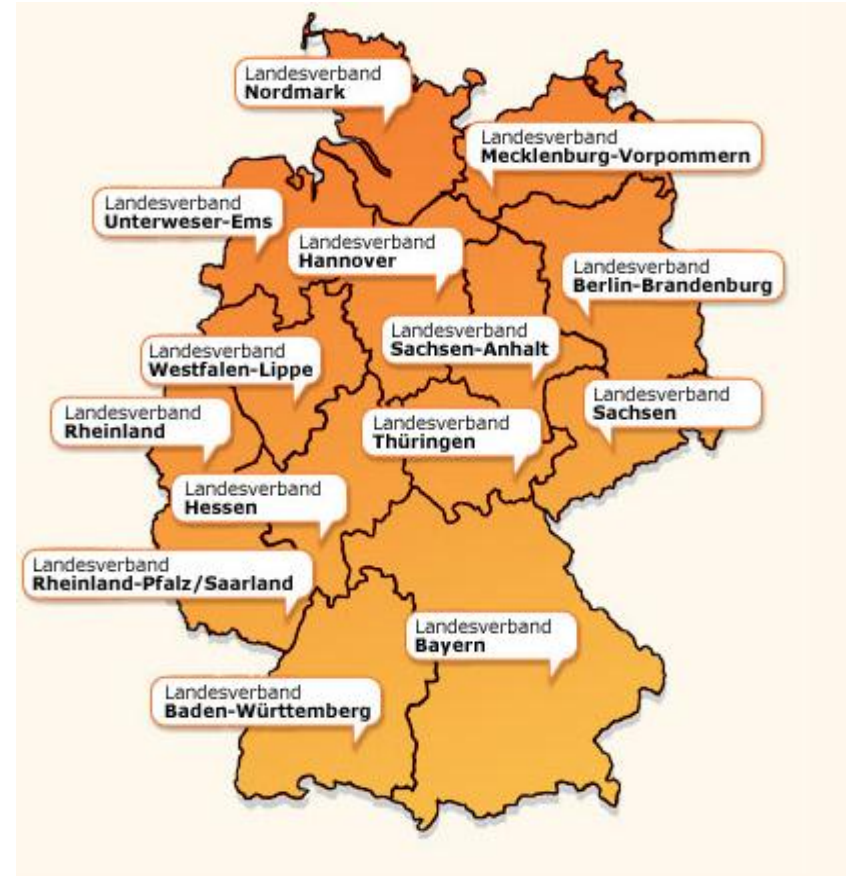 Landesverband
Nordmark
Landesverband
Mecklenburg-Vorpommern
Landesverband
Unterweser-Ems
Landesverband
Hannover
Landesverband
Berlin-Brandenburg
Landesverband
Sachsen-Anhalt
Landesverband
Westfalen-Lippe
Landesverband
Sachsen
Landesverband
Rheinland
Landesverband
Thüringen
Landesverband
Hessen
Landesverband
Rheinland-Pfalz/Saarland
Landesverband
Bayern
Landesverband
Baden-Württemberg